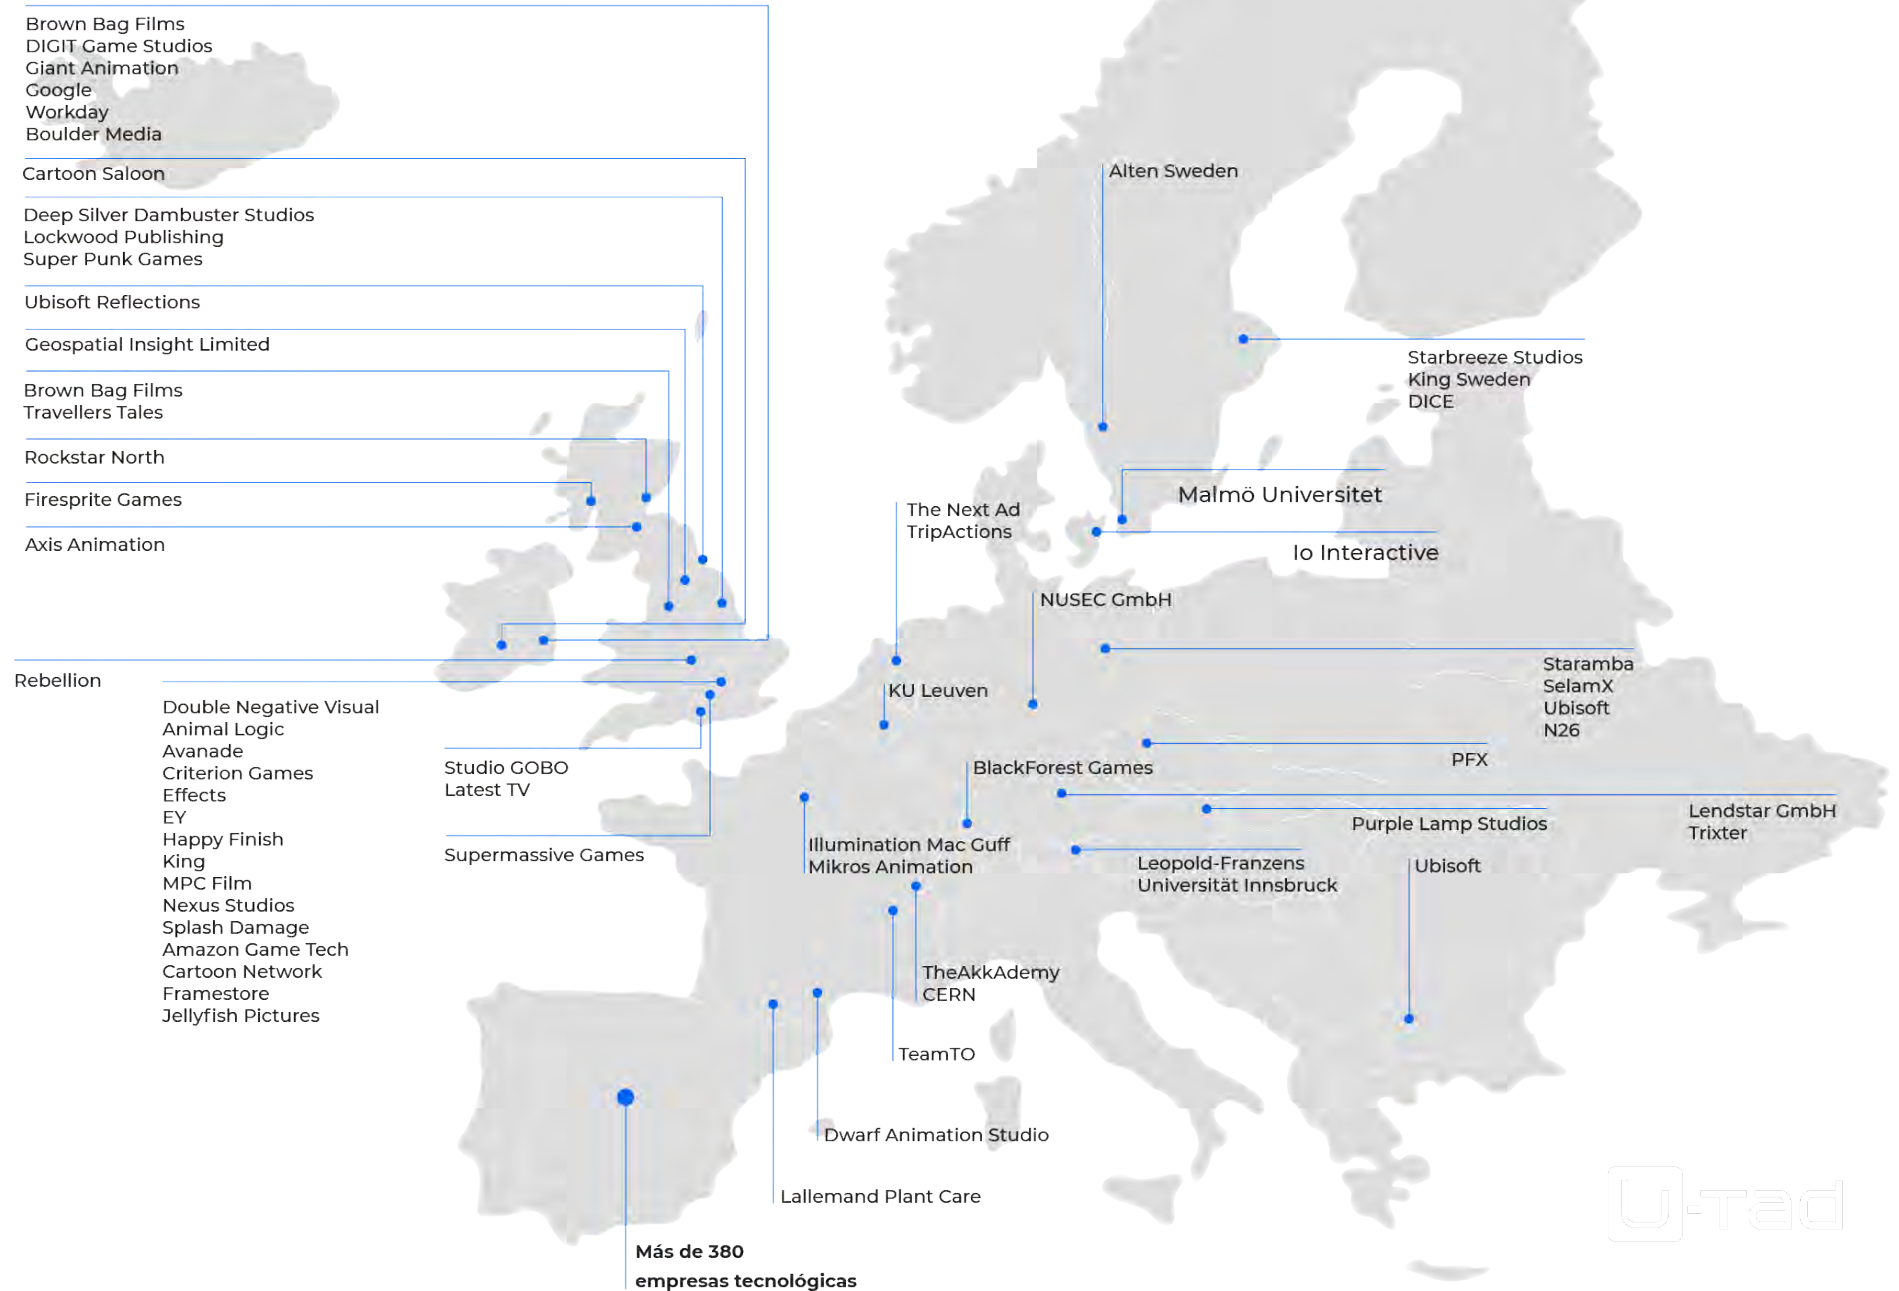 Brown Bag Films
DIGIT Game Studios
Giant Animation
Google
Workday
Boulder Media
Cartoon Saloon
Deep Silver Dambuster Studios
Lockwood Publishing
Super Punk Games
Ubisoft Reflections
Geospatial Insight Limited
Brown Bag Films
Travellers Tales
Rockstar North
Firesprite Games
Axis Animation
Rebellion
Double Negative Visual
Animal Logic
Avanade
Criterion Games
Effects
EY
Happy Finish
King
MPC Film
Nexus Studios
Splash Damage
Amazon Game Tech
Cartoon Network
Framestore
Jellyfish Pictures
Studio GOBO
Latest TV
Supermassive Games
Alten Sweden
Starbreeze Studios
King Sweden
DICE
Malmö Universitet
Io Interactive
The Next Ad
TripActions
NUSEC GmbH
KU Leuven
Staramba
SelamX
Ubisoft
N26
PFX
BlackForest Games
Lendstar GmbH
Trixter
Purple Lamp Studios
Illumination Mac Guff
Mikros Animation
Leopold-Franzens
Universität Innsbruck
Ubisoft
TheAkkAdemy
CERN
TeamTO
Dwarf Animation Studio
Lallemand Plant Care
Más de 380
empresas tecnológicas
U-tad